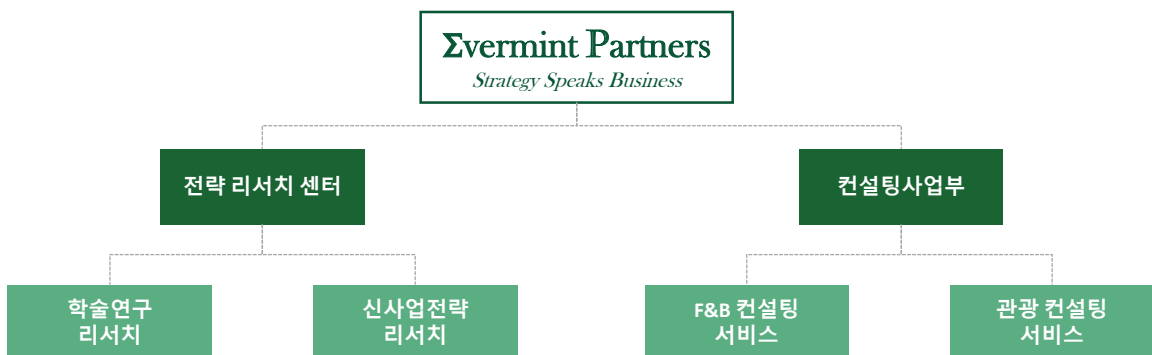 Σvermint Partners
Strategy Speaks Business
전략 리서치 센터
컨설팅사업부
학술연구
리서치
신사업전략
리서치
F&B 컨설팅
서비스
관광 컨설팅
서비스